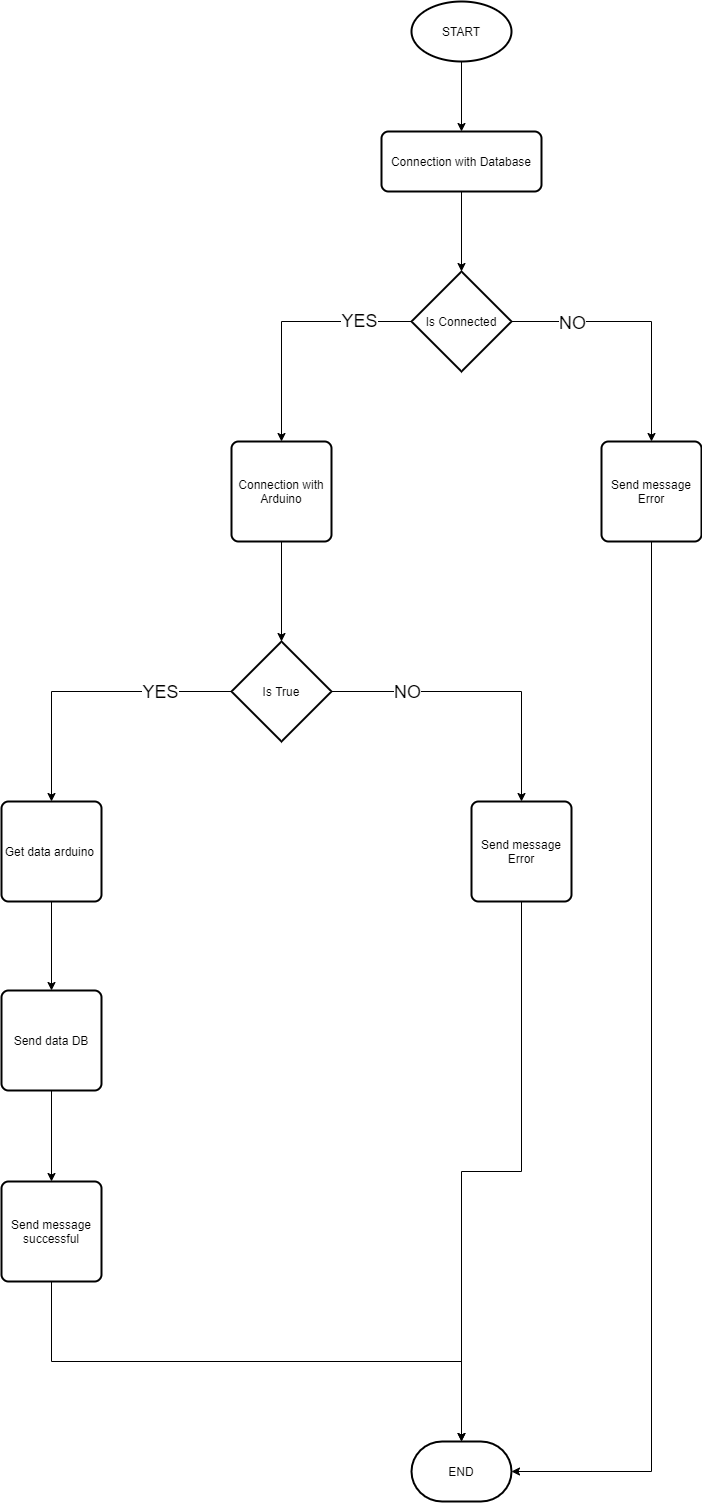 START
Connection with Database
Is Connected
YES
NO
Connection with
Arduino
Send message
Error
Is True
YES
NO
Get data arduino
Send message
Error
Send data DB
Send message
successful
END